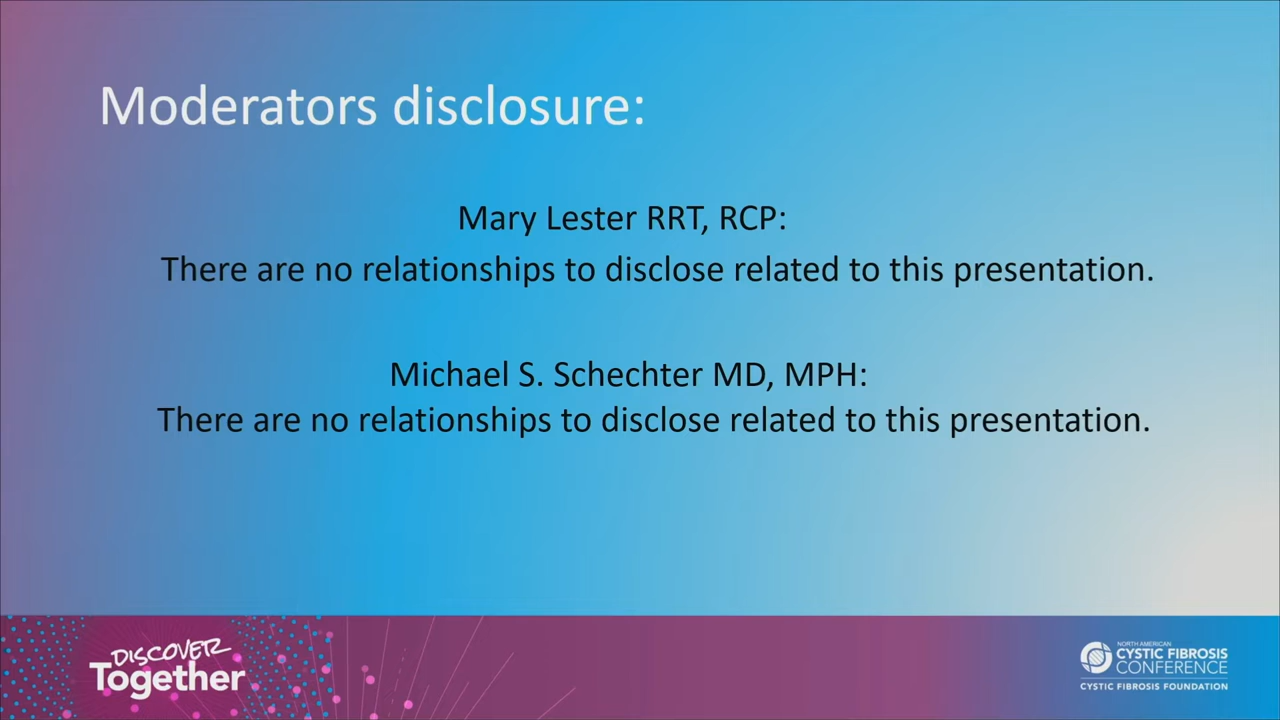 Moderators disclosure:
Mary Lester RRT, RCP:
There are no relationships to disclose related to this presentation.
Michael S. Schechter MD, MPH:
There are no relationships to disclose related to this presentation.
DISCOVER
Together
NORTH AMERICAN
CYSTIC FIBROSIS
CONFERENCE
CYSTIC FIBROSIS FOUNDATION